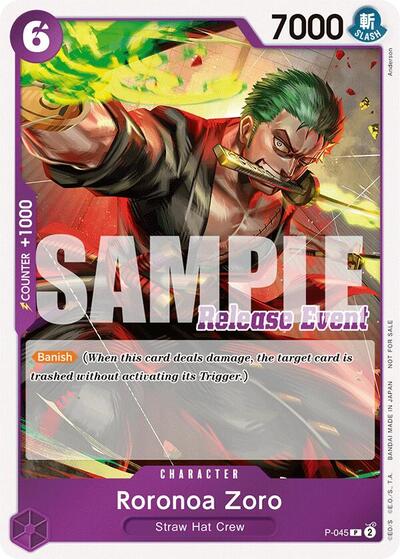 6
7000
斬
SLASH
Anderson
COUNTER +1000
SAMPLE
Release Event
Banish (When this card deals damage, the target card is
trashed without activating its Trigger.)
CHARACTER
Roronoa Zoro
Straw Hat Crew
P-045 P 2
©E.O/S. ©E.O.S., T.A. BANDAI MADE IN JAPAN NOT FOR SALE